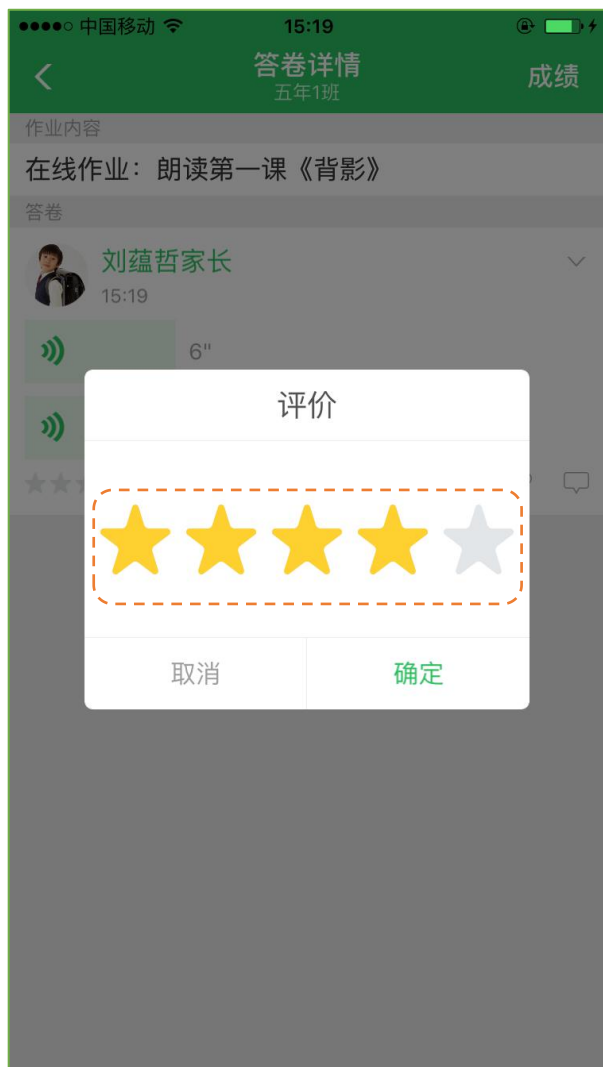 中国移动 15:19
答卷详情
五年1班
成绩
作业内容
在线作业：朗读第一课《背影》
答卷
刘蕴哲家长
15:19
6"
评价
取消 确定